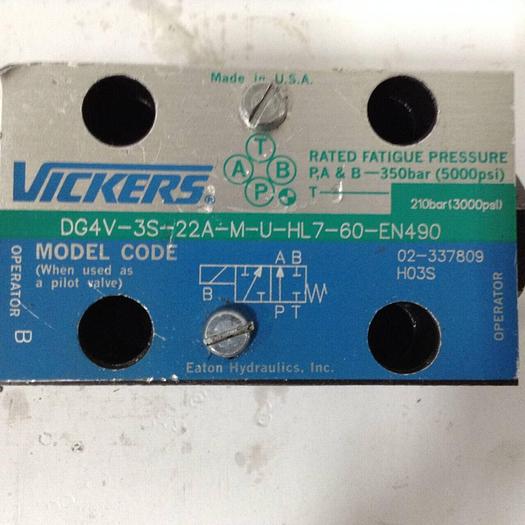 Made in U.S.A.
T
A B
P
VICKERS®
RATED FATIGUE PRESSURE
P,A & B—350bar (5000psi)
T— 210bar(3000psi)
DG4V-3S-22A-M-U-HL7-60-EN490
MODEL CODE
(When used as
a pilot valve)
02-337809
H03S
OPERATOR B
A B
B
P T
OPERATOR
Eaton Hydraulics, Inc.